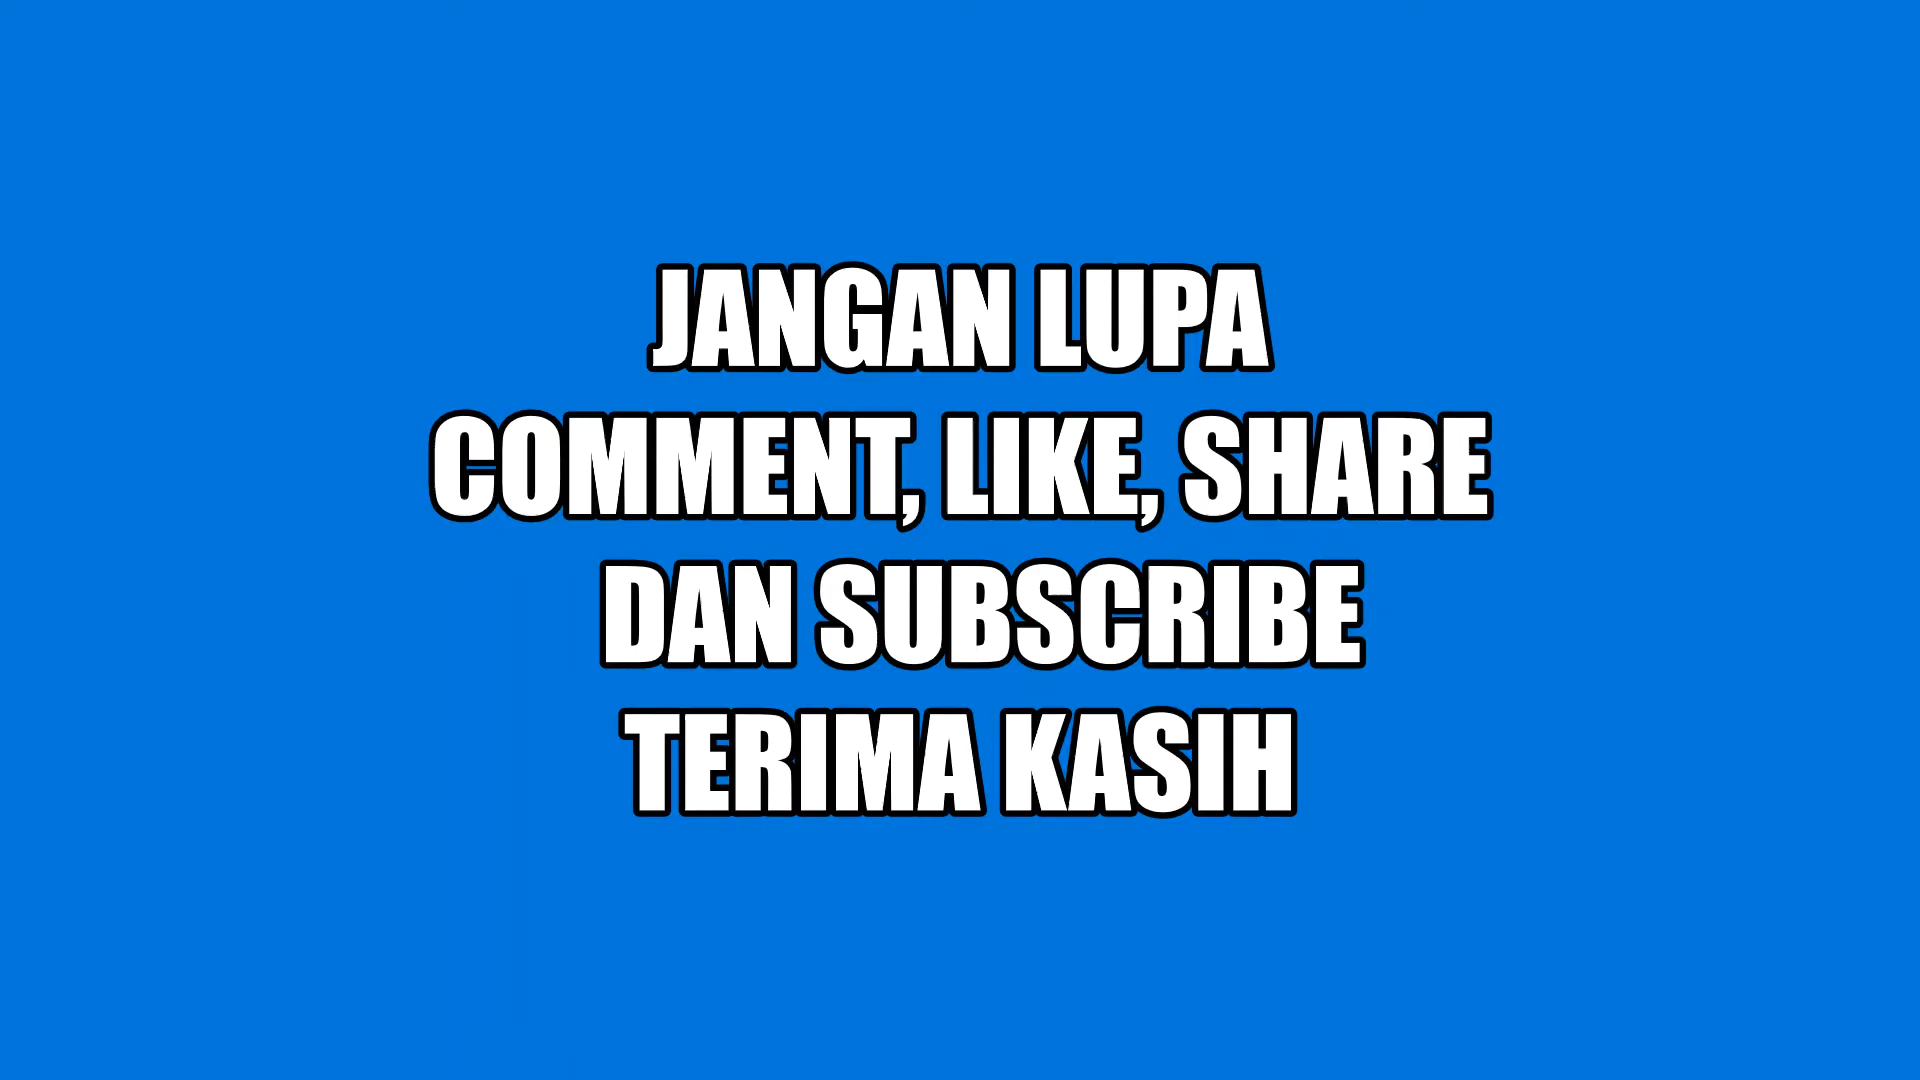 JANGAN LUPA
COMMENT, LIKE, SHARE
DAN SUBSCRIBE
TERIMA KASIH